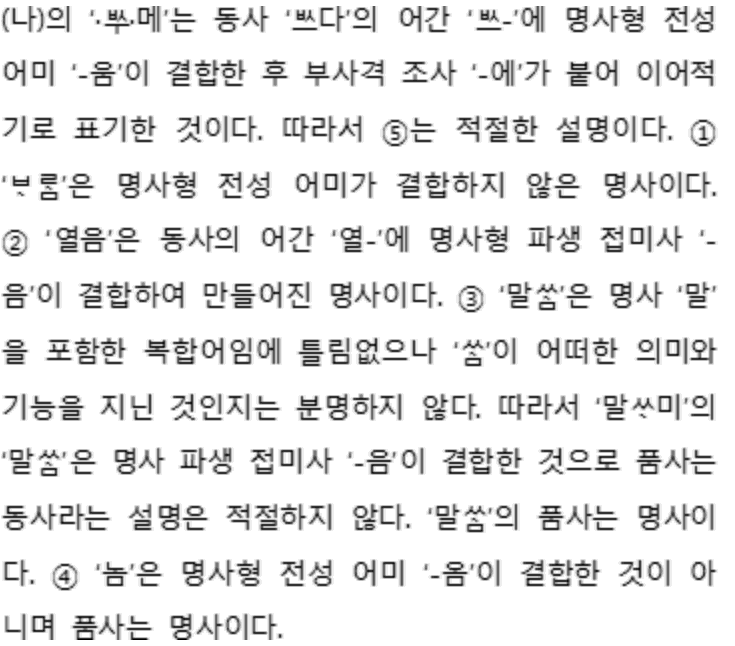 (나)의 ‘·ᄡᅮ·메’는 동사 ‘ᄡᅳ다’의 어간 ‘ᄡᅳ-’에 명사형 전성
어미 ‘-움’이 결합한 후 부사격 조사 ‘-에’가 붙어 이어적
기로 표기한 것이다. 따라서 ⑤는 적절한 설명이다. ①
‘ᄇᆞᄅᆞᆷ’은 명사형 전성 어미가 결합하지 않은 명사이다.
② ‘열음’은 동사의 어간 ‘열-’에 명사형 파생 접미사 ‘-
음’이 결합하여 만들어진 명사이다. ③ ‘말���ᆞᆷ’은 명사 ‘말’
을 포함한 복합어임에 틀림없으나 ‘ᄊᆞᆷ’이 어떠한 의미와
기능을 지닌 것인지는 분명하지 않다. 따라서 ‘말ᄊᆞ미’의
‘말ᄊᆞᆷ’은 명사 파생 접미사 ‘-음’이 결합한 것으로 품사는
동사라는 설명은 적절하지 않다. ‘말ᄊᆞᆷ’의 품사는 명사이
다. ④ ‘놈’은 명사형 전성 어미 ‘-옴’이 결합한 것이 아
니며 품사는 명사이다.